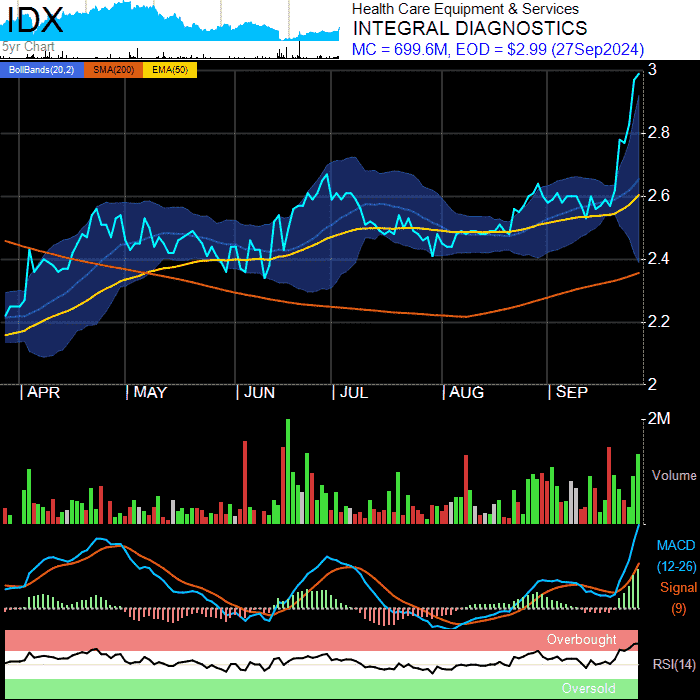 IDX
5yr Chart
Health Care Equipment & Services
INTEGRAL DIAGNOSTICS
MC = 699.6M, EOD = $2.99 (27Sep2024)
BollBands(20,2) SMA(200) EMA(50)
3
2.8
2.6
2.4
2.2
2
APR MAY JUN JUL AUG SEP
2M
Volume
MACD
(12-26)
Signal
(9)
Overbought
RSI(14)
Oversold